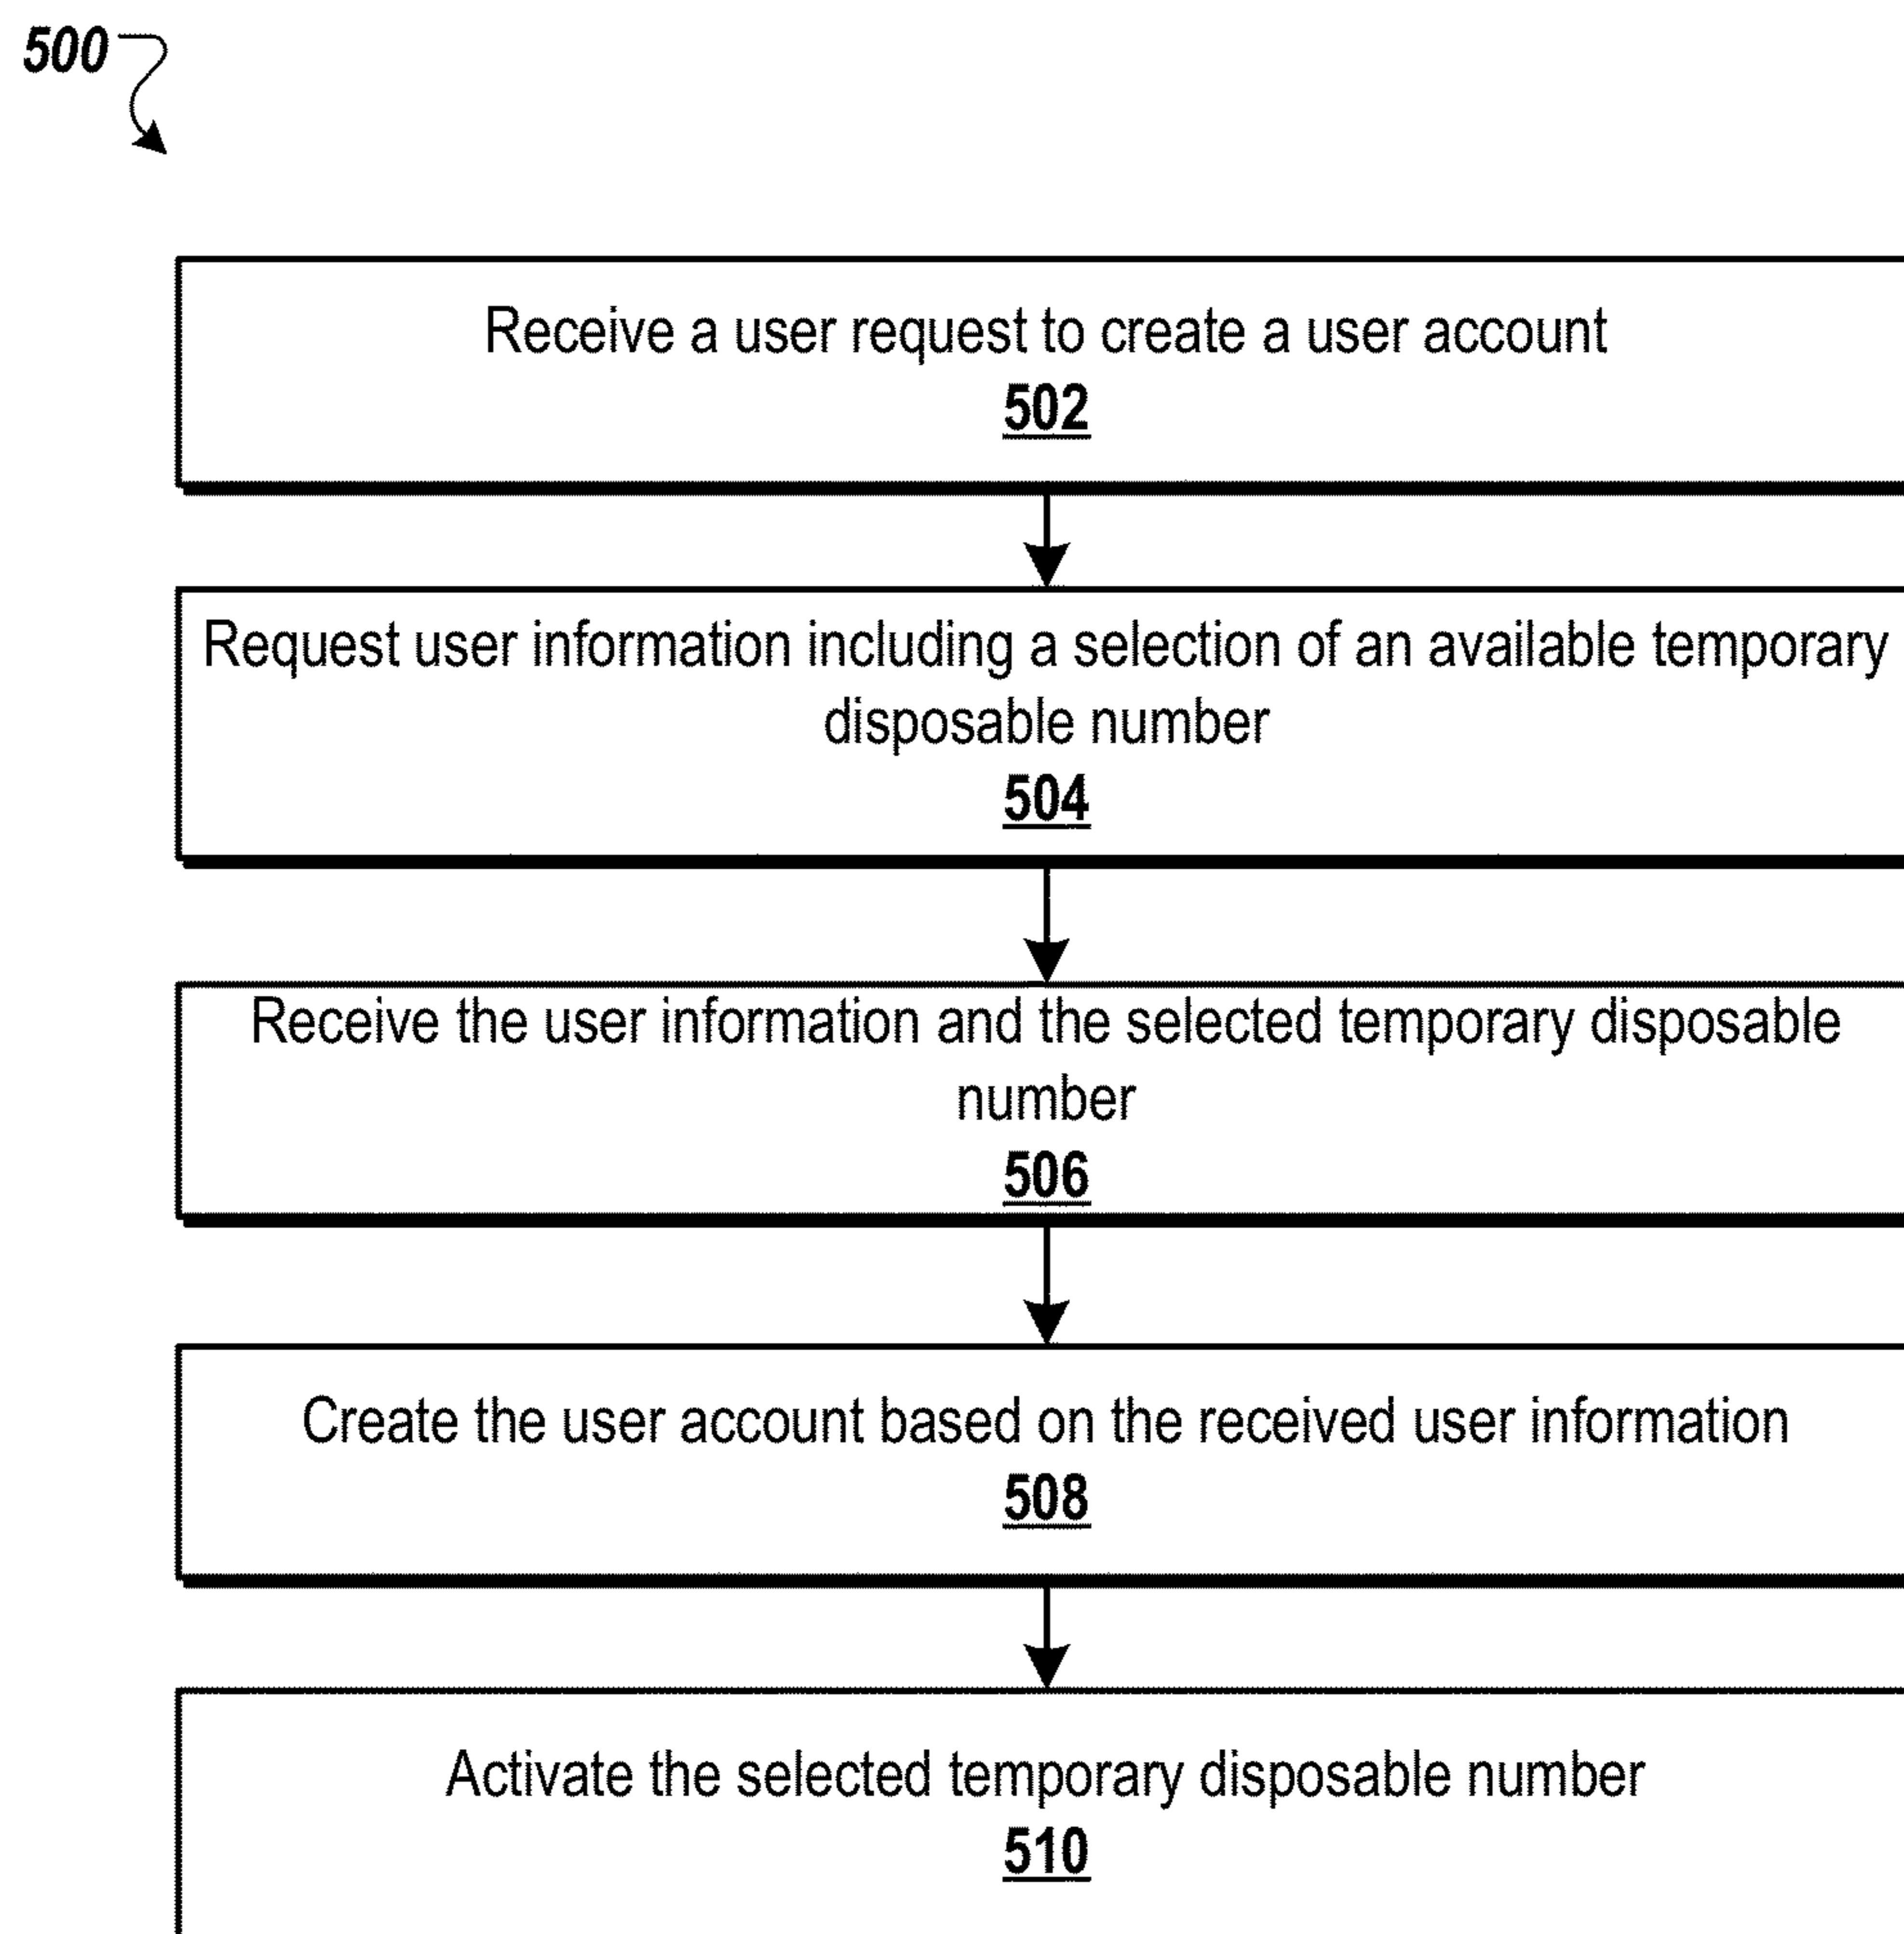 500
Receive a user request to create a user account
502
Request user information including a selection of an available temporary
disposable number
504
Receive the user information and the selected temporary disposable
number
506
Create the user account based on the received user information
508
Activate the selected temporary disposable number
510